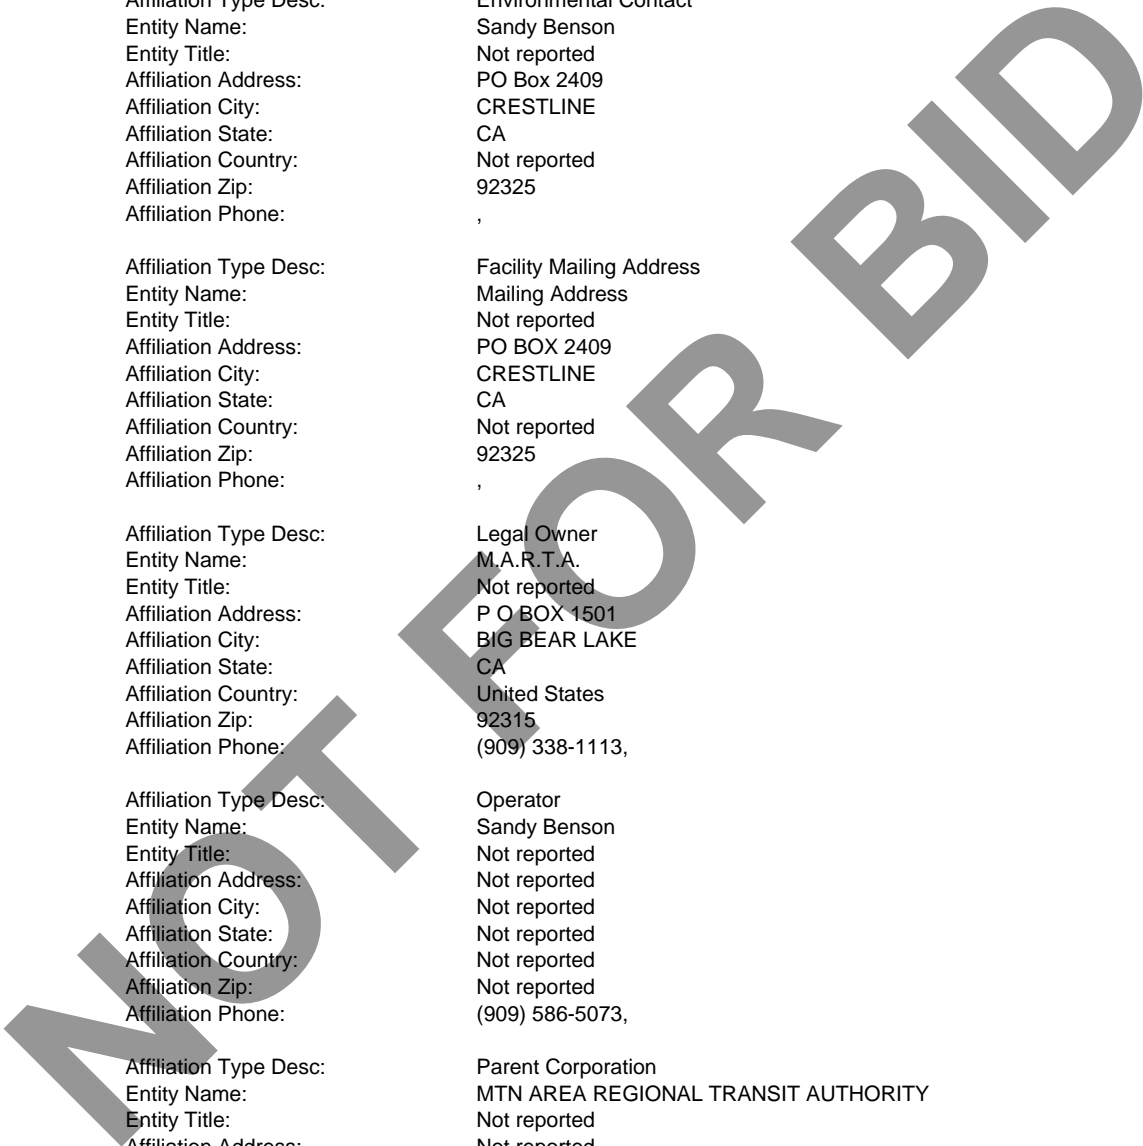 Affiliation Type Desc: Environmental Contact
Entity Name: Sandy Benson
Entity Title: Not reported
Affiliation Address: PO Box 2409
Affiliation City: CRESTLINE
Affiliation State: CA
Affiliation Country: Not reported
Affiliation Zip: 92325
Affiliation Phone: ,
Affiliation Type Desc: Facility Mailing Address
Entity Name: Mailing Address
Entity Title: Not reported
Affiliation Address: PO BOX 2409
Affiliation City: CRESTLINE
Affiliation State: CA
Affiliation Country: Not reported
Affiliation Zip: 92325
Affiliation Phone: ,
Affiliation Type Desc: Legal Owner
Entity Name: M.A.R.T.A.
Entity Title: Not reported
Affiliation Address: P O BOX 1501
Affiliation City: BIG BEAR LAKE
Affiliation State: CA
Affiliation Country: United States
Affiliation Zip: 92315
Affiliation Phone: (909) 338-1113,
Affiliation Type Desc: Operator
Entity Name: Sandy Benson
Entity Title: Not reported
Affiliation Address: Not reported
Affiliation City: Not reported
Affiliation State: Not reported
Affiliation Country: Not reported
Affiliation Zip: Not reported
Affiliation Phone: (909) 586-5073,
Affiliation Type Desc: Parent Corporation
Entity Name: MTN AREA REGIONAL TRANSIT AUTHORITY
Entity Title: Not reported
Affiliation Address: Not reported
NOT FOR BID